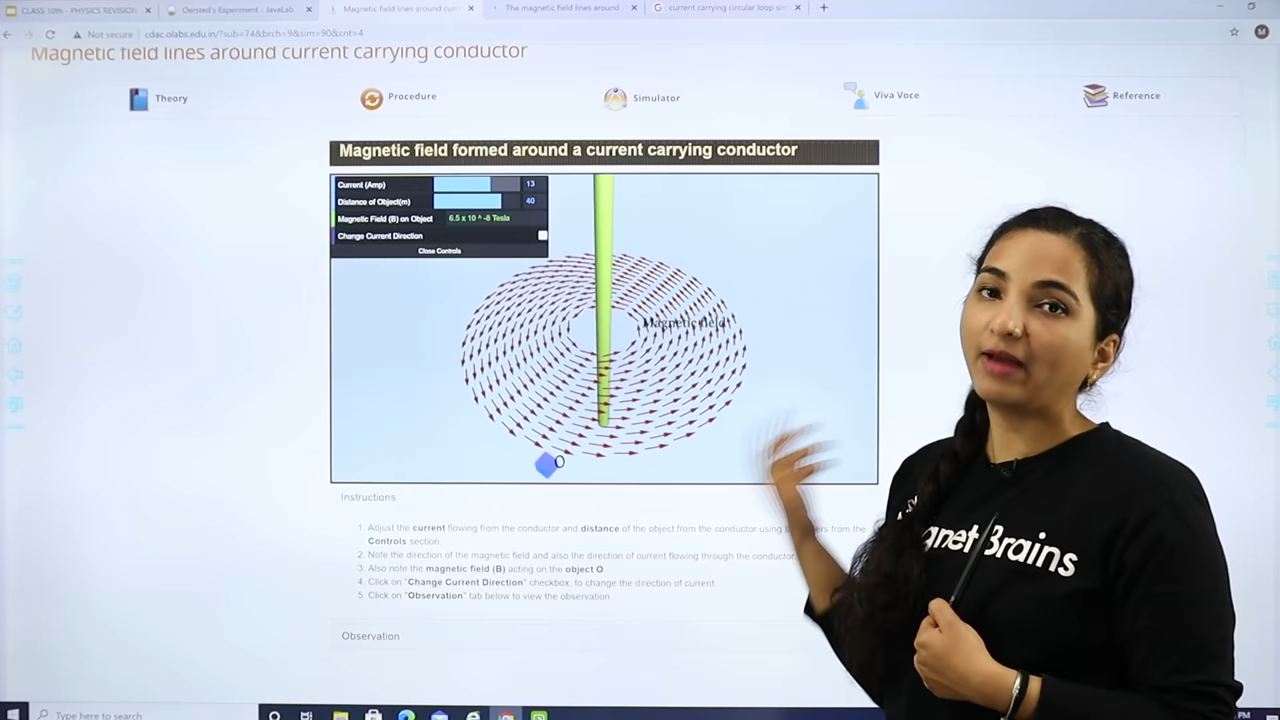 CLASS 10th - PHYSICS REVISION
Oersted's Experiment - JavaLab
Magnetic field lines around curr
The magnetic field lines around
current carrying circular loop sim
Not secure
cdac.olabs.edu.in/?sub=74&brch=9&sim=90&cnt=4
M
Magnetic field lines around current carrying conductor
Theory
Procedure
Simulator
Viva Voce
Reference
Magnetic field formed around a current carrying conductor
Current (Amp) 13
Distance of Object(m) 40
Magnetic Field (B) on Object 6.5 x 10 ^ -8 Tesla
Change Current Direction
Close Controls
Magnetic field
O
Instructions
1. Adjust the current flowing from the conductor and distance of the object from the conductor using from the
Controls section.
2. Note the direction of the magnetic field and also the direction of current flowing through the conductor.
3. Also note the magnetic field (B) acting on the object O.
4. Click on "Change Current Direction" checkbox, to change the direction of current.
5. Click on "Observation" tab below to view the observation.
Observation
Brains
Type here to search
PM